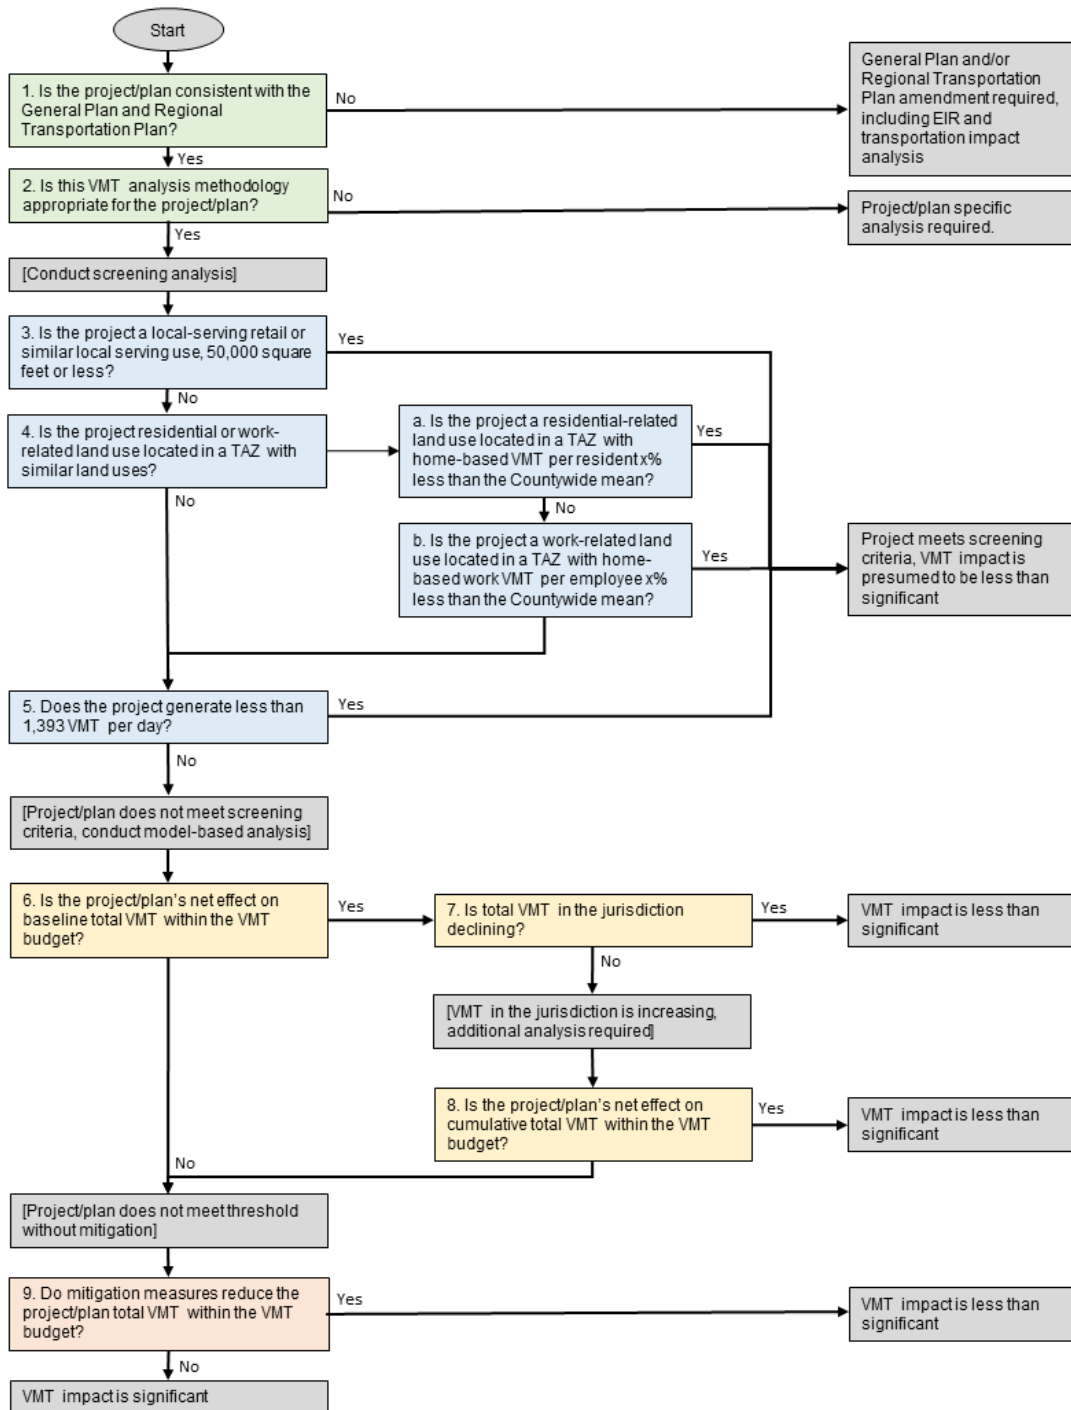 Start
1. Is the project/plan consistent with the
General Plan and Regional
Transportation Plan?
No
General Plan and/or
Regional Transportation
Plan amendment required,
including EIR and
transportation impact
analysis
Yes
2. Is this VMT analysis methodology
appropriate for the project/plan?
No
Project/plan specific
analysis required.
Yes
[Conduct screening analysis]
3. Is the project a local-serving retail or
similar local serving use, 50,000 square
feet or less?
Yes
No
4. Is the project residential or work-
related land use located in a TAZ with
similar land uses?
a. Is the project a residential-related
land use located in a TAZ with
home-based VMT per resident x%
less than the Countywide mean?
Yes
No
No
b. Is the project a work-related land
use located in a TAZ with home-
based work VMT per employee x%
less than the Countywide mean?
Yes
Project meets screening
criteria, VMT impact is
presumed to be less than
significant
5. Does the project generate less than
1,393 VMT per day?
Yes
No
[Project/plan does not meet screening
criteria, conduct model-based analysis]
6. Is the project/plan's net effect on
baseline total VMT within the VMT
budget?
Yes
7. Is total VMT in the jurisdiction
declining?
Yes
VMT impact is less than
significant
No
[VMT in the jurisdiction is increasing,
additional analysis required]
8. Is the project/plan's net effect on
cumulative total VMT within the VMT
budget?
Yes
VMT impact is less than
significant
No
[Project/plan does not meet threshold
without mitigation]
9. Do mitigation measures reduce the
project/plan total VMT within the VMT
budget?
Yes
VMT impact is less than
significant
No
VMT impact is significant